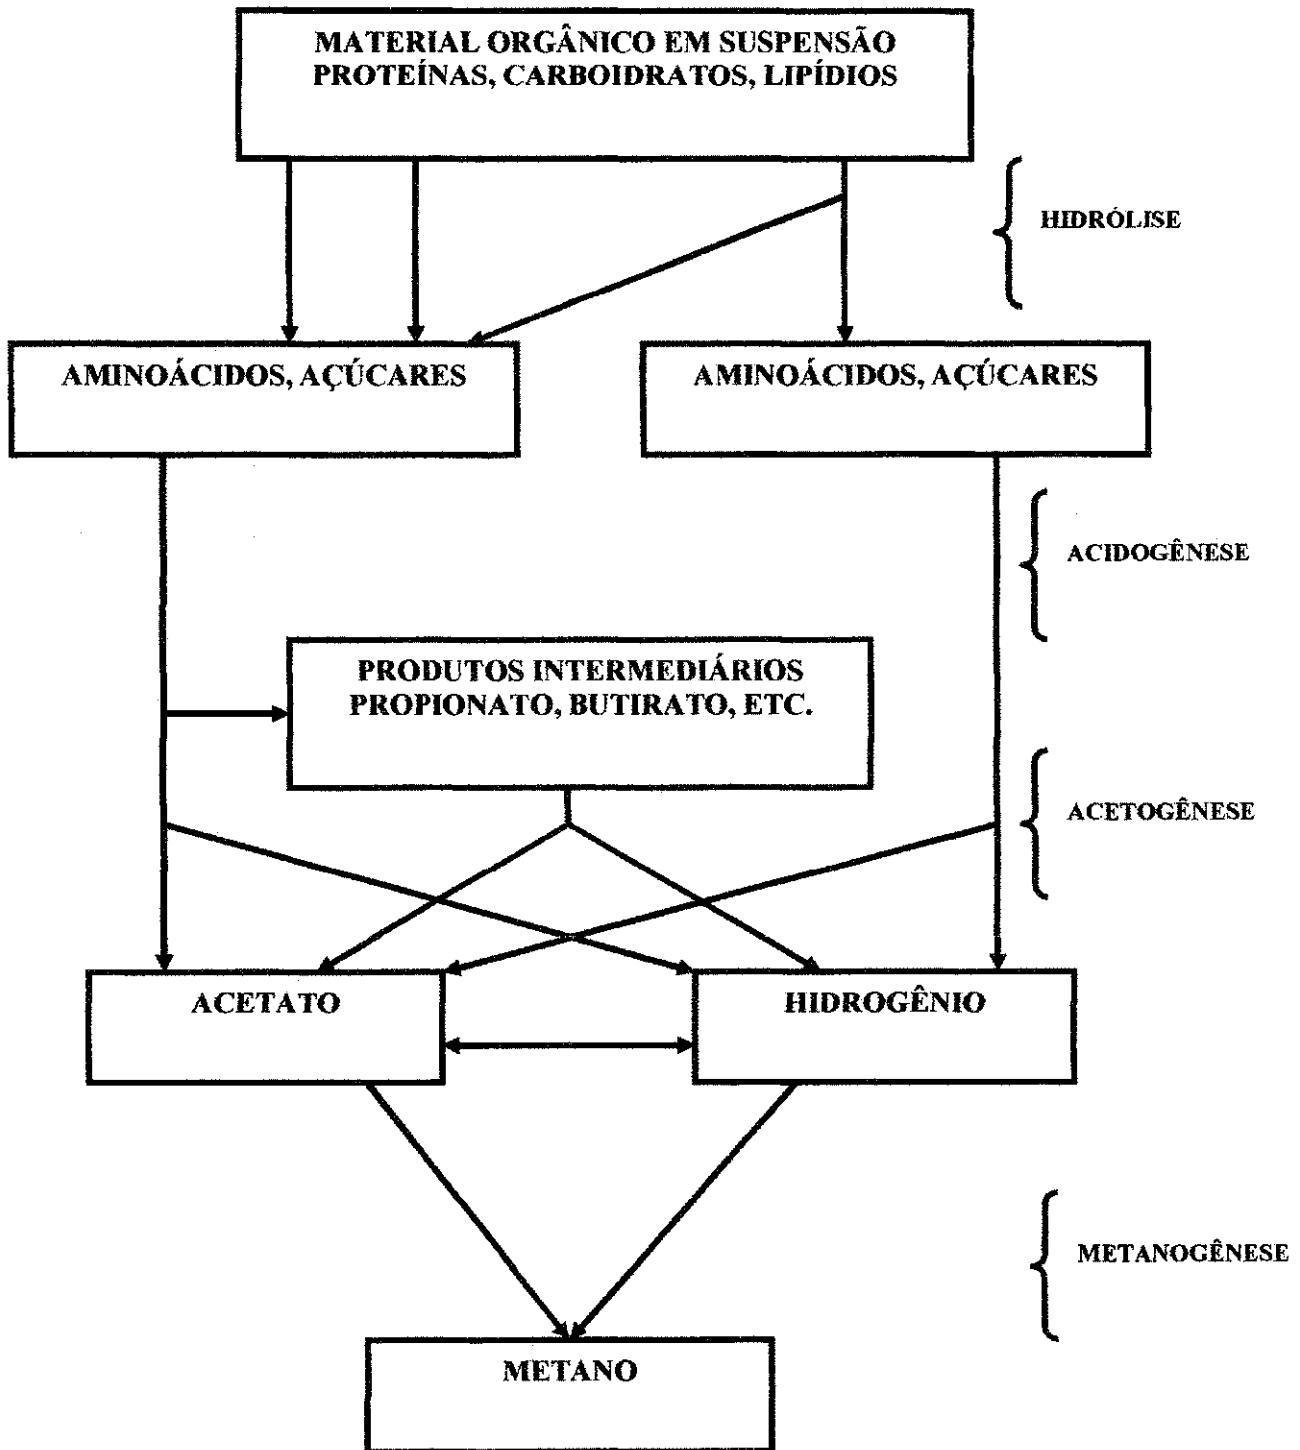 MATERIAL ORGÂNICO EM SUSPENSÃO
PROTEÍNAS, CARBOIDRATOS, LIPÍDIOS
HIDRÓLISE
AMINOÁCIDOS, AÇÚCARES
AMINOÁCIDOS, AÇÚCARES
ACIDOGÊNESE
PRODUTOS INTERMEDIÁRIOS
PROPIONATO, BUTIRATO, ETC.
ACETOGÊNESE
ACETATO
HIDROGÊNIO
METANOGÊNESE
METANO